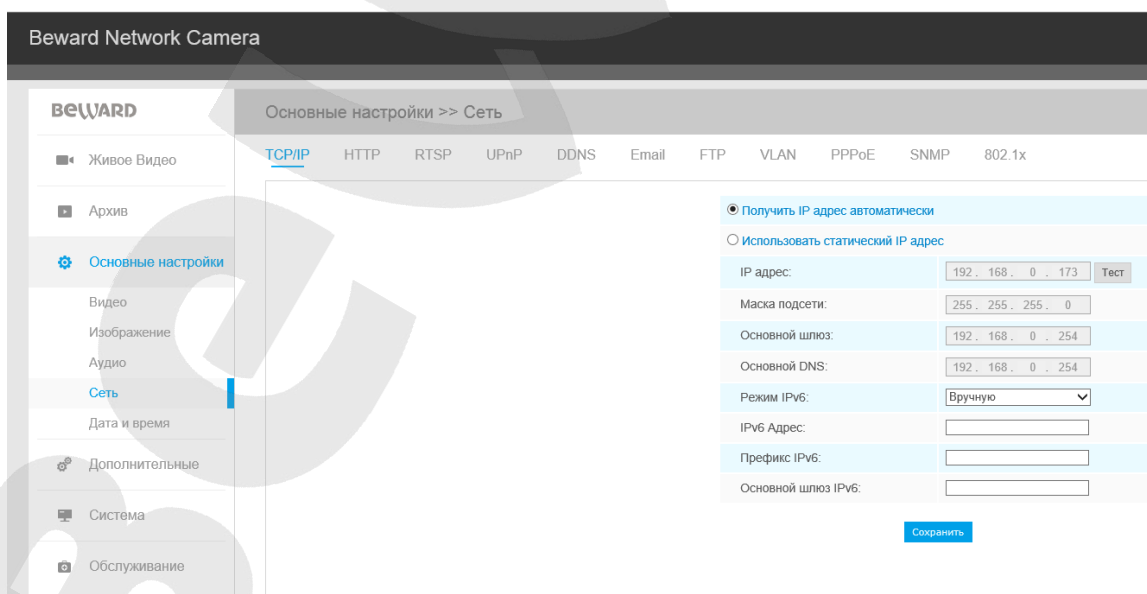 Beward Network Camera
BEWARD
Основные настройки >> Сеть
Живое Видео
TCP/IP HTTP RTSP UPnP DDNS Email FTP VLAN PPPoE SNMP 802.1x
Архив
Основные настройки
Видео
Изображение
Аудио
Сеть
Дата и время
Дополнительные
Система
Обслуживание
Получить IP адрес автоматически
Использовать статический IP адрес
IP адрес: 192. 168. 0 . 173 Тест
Маска подсети: 255. 255. 255. 0
Основной шлюз: 192. 168. 0 . 254
Основной DNS: 192. 168. 0 . 254
Режим IPv6: Вручную
IPv6 Адрес:
Префикс IPv6:
Основной шлюз IPv6:
Сохранить